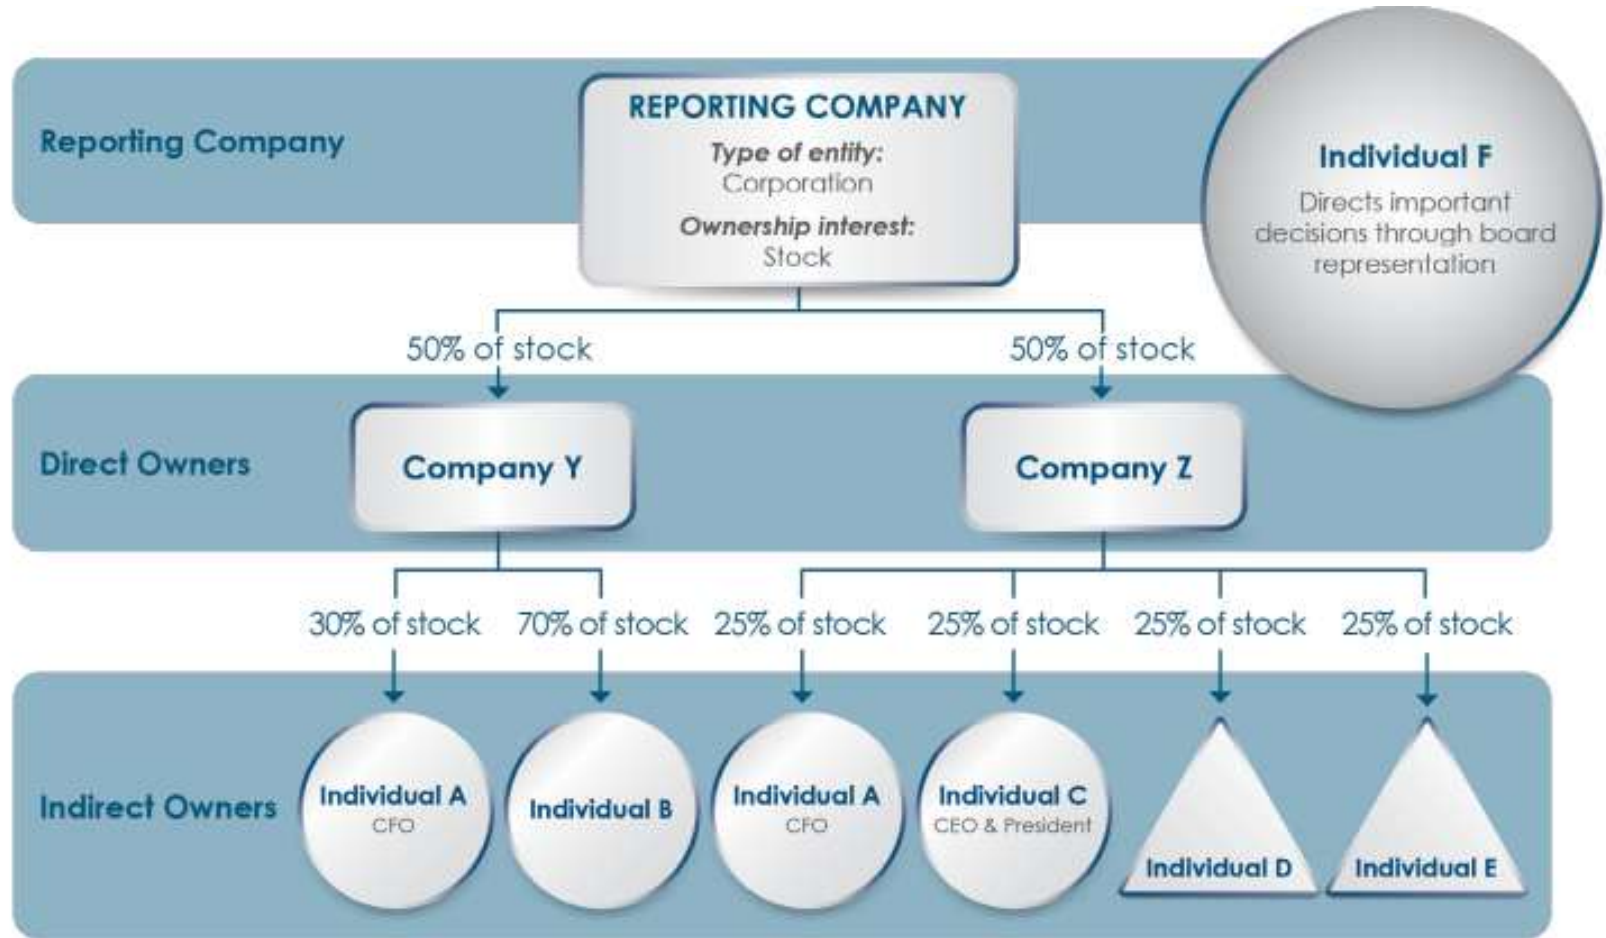 Reporting Company
REPORTING COMPANY
Type of entity:
Corporation
Ownership interest:
Stock
Individual F
Directs important
decisions through board
representation
50% of stock
50% of stock
Direct Owners
Company Y
Company Z
30% of stock
70% of stock
25% of stock
25% of stock
25% of stock
25% of stock
Indirect Owners
Individual A
CFO
Individual B
Individual A
CFO
Individual C
CEO & President
Individual D
Individual E